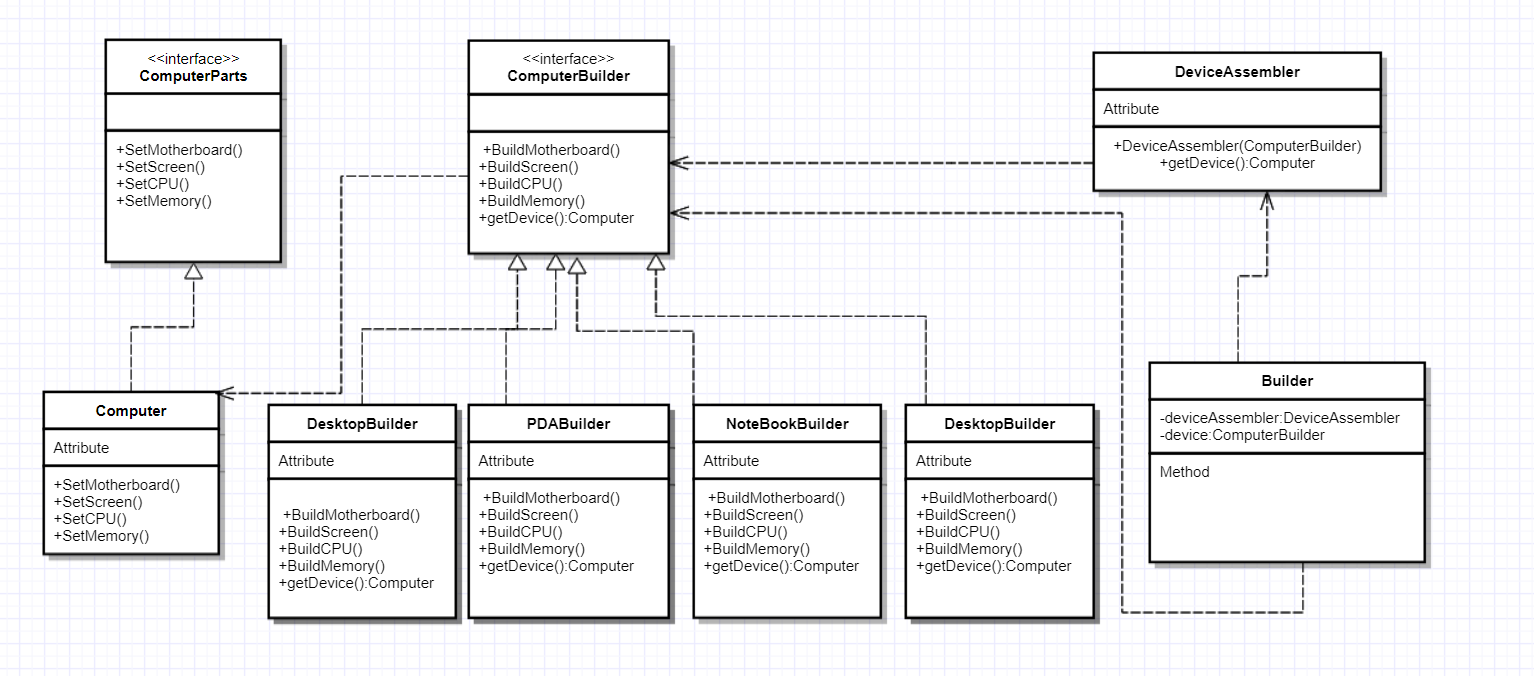 <<interface>>
ComputerParts
+SetMotherboard()
+SetScreen()
+SetCPU()
+SetMemory()
<<interface>>
ComputerBuilder
+BuildMotherboard()
+BuildScreen()
+BuildCPU()
+BuildMemory()
+getDevice():Computer
DeviceAssembler
Attribute
+DeviceAssembler(ComputerBuilder)
+getDevice():Computer
Computer
Attribute
+SetMotherboard()
+SetScreen()
+SetCPU()
+SetMemory()
DesktopBuilder
Attribute
+BuildMotherboard()
+BuildScreen()
+BuildCPU()
+BuildMemory()
+getDevice():Computer
PDABuilder
Attribute
+BuildMotherboard()
+BuildScreen()
+BuildCPU()
+BuildMemory()
+getDevice():Computer
NoteBookBuilder
Attribute
+BuildMotherboard()
+BuildScreen()
+BuildCPU()
+BuildMemory()
+getDevice():Computer
DesktopBuilder
Attribute
+BuildMotherboard()
+BuildScreen()
+BuildCPU()
+BuildMemory()
+getDevice():Computer
Builder
-deviceAssembler:DeviceAssembler
-device:ComputerBuilder
Method